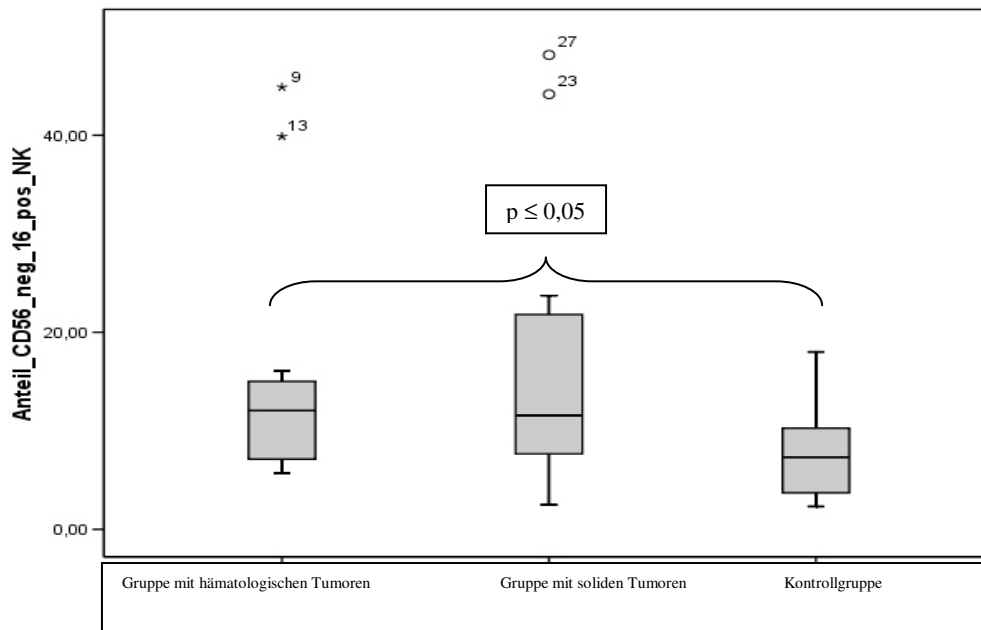 9
27
23
13
40,00
p ≤ 0,05
20,00
0,00
Anteil_CD56_neg_16_pos_NK
Gruppe mit hämatologischen Tumoren
Gruppe mit soliden Tumoren
Kontrollgruppe